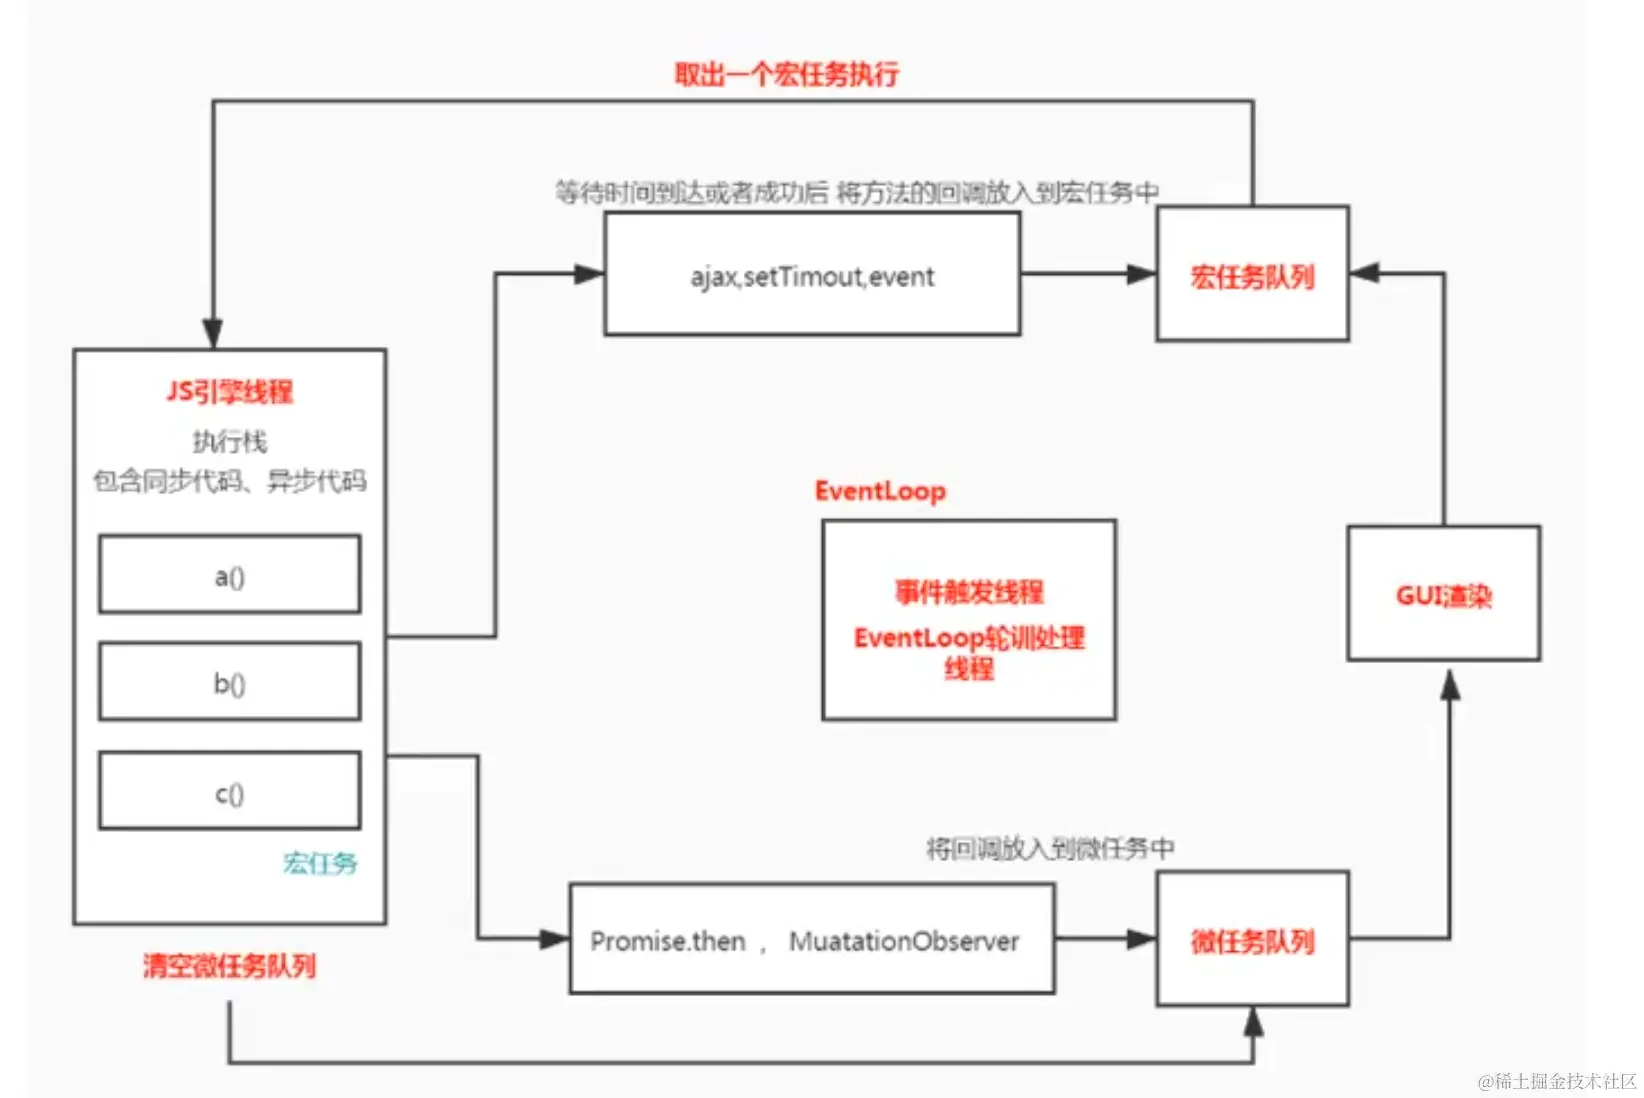 取出一个宏任务执行
等待时间到达或者成功后 将方法的回调放入到宏任务中
ajax,setTimout,event
宏任务队列
JS引擎线程
执行栈
包含同步代码、异步代码
a()
b()
c()
宏任务
清空微任务队列
EventLoop
事件触发线程
EventLoop轮训处理
线程
GUI渲染
将回调放入到微任务中
Promise.then , MuatationObserver
微任务队列
@稀土掘金技术社区